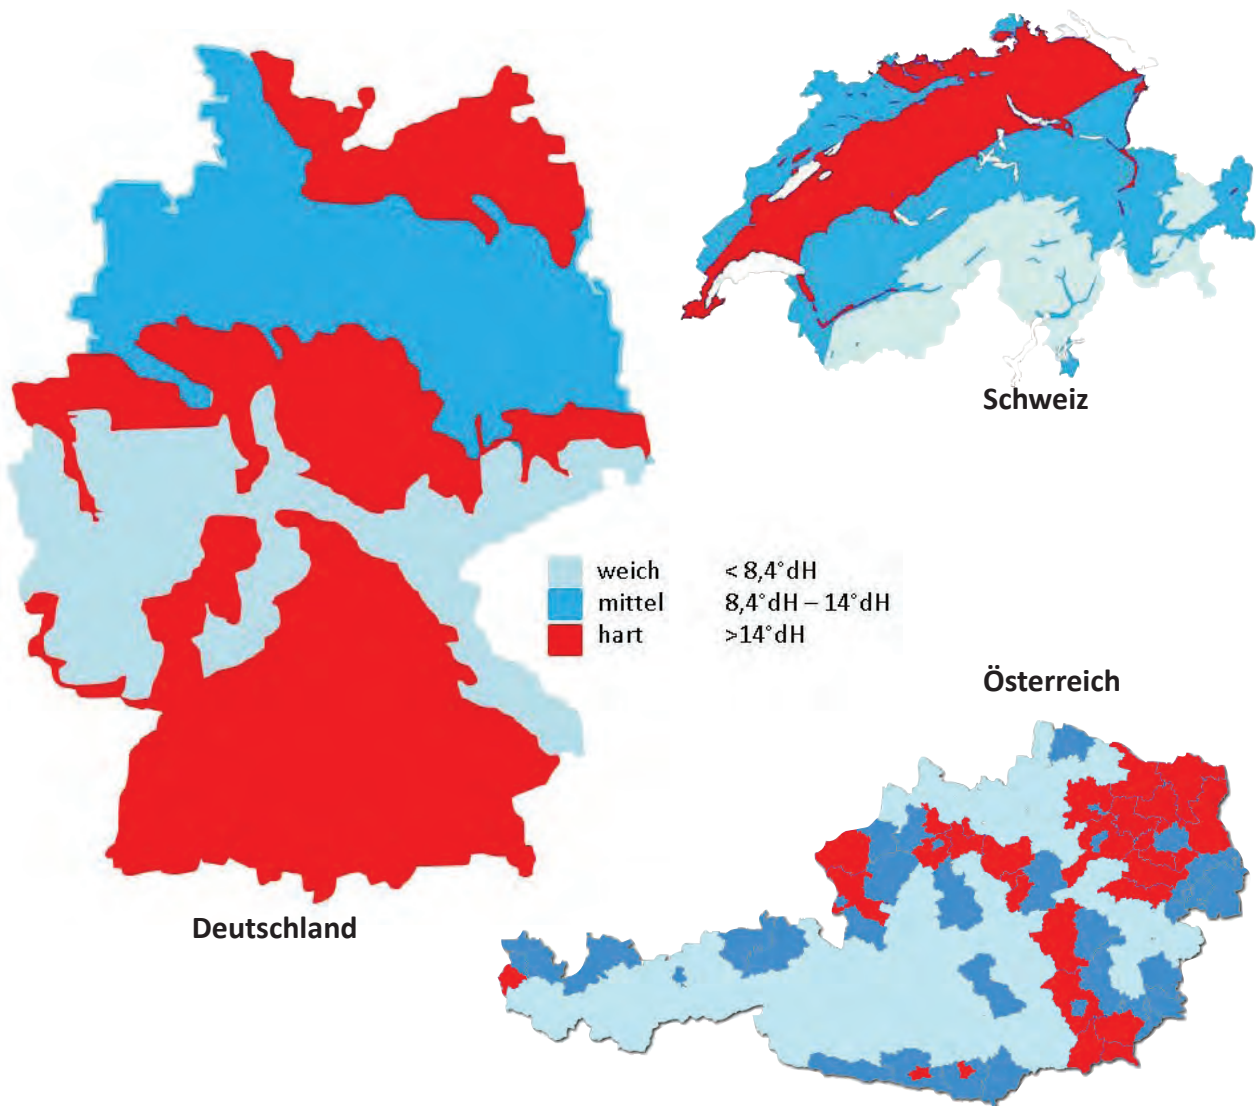 Schweiz
weich < 8,4°dH
mittel 8,4°dH – 14°dH
hart >14°dH
Österreich
Deutschland